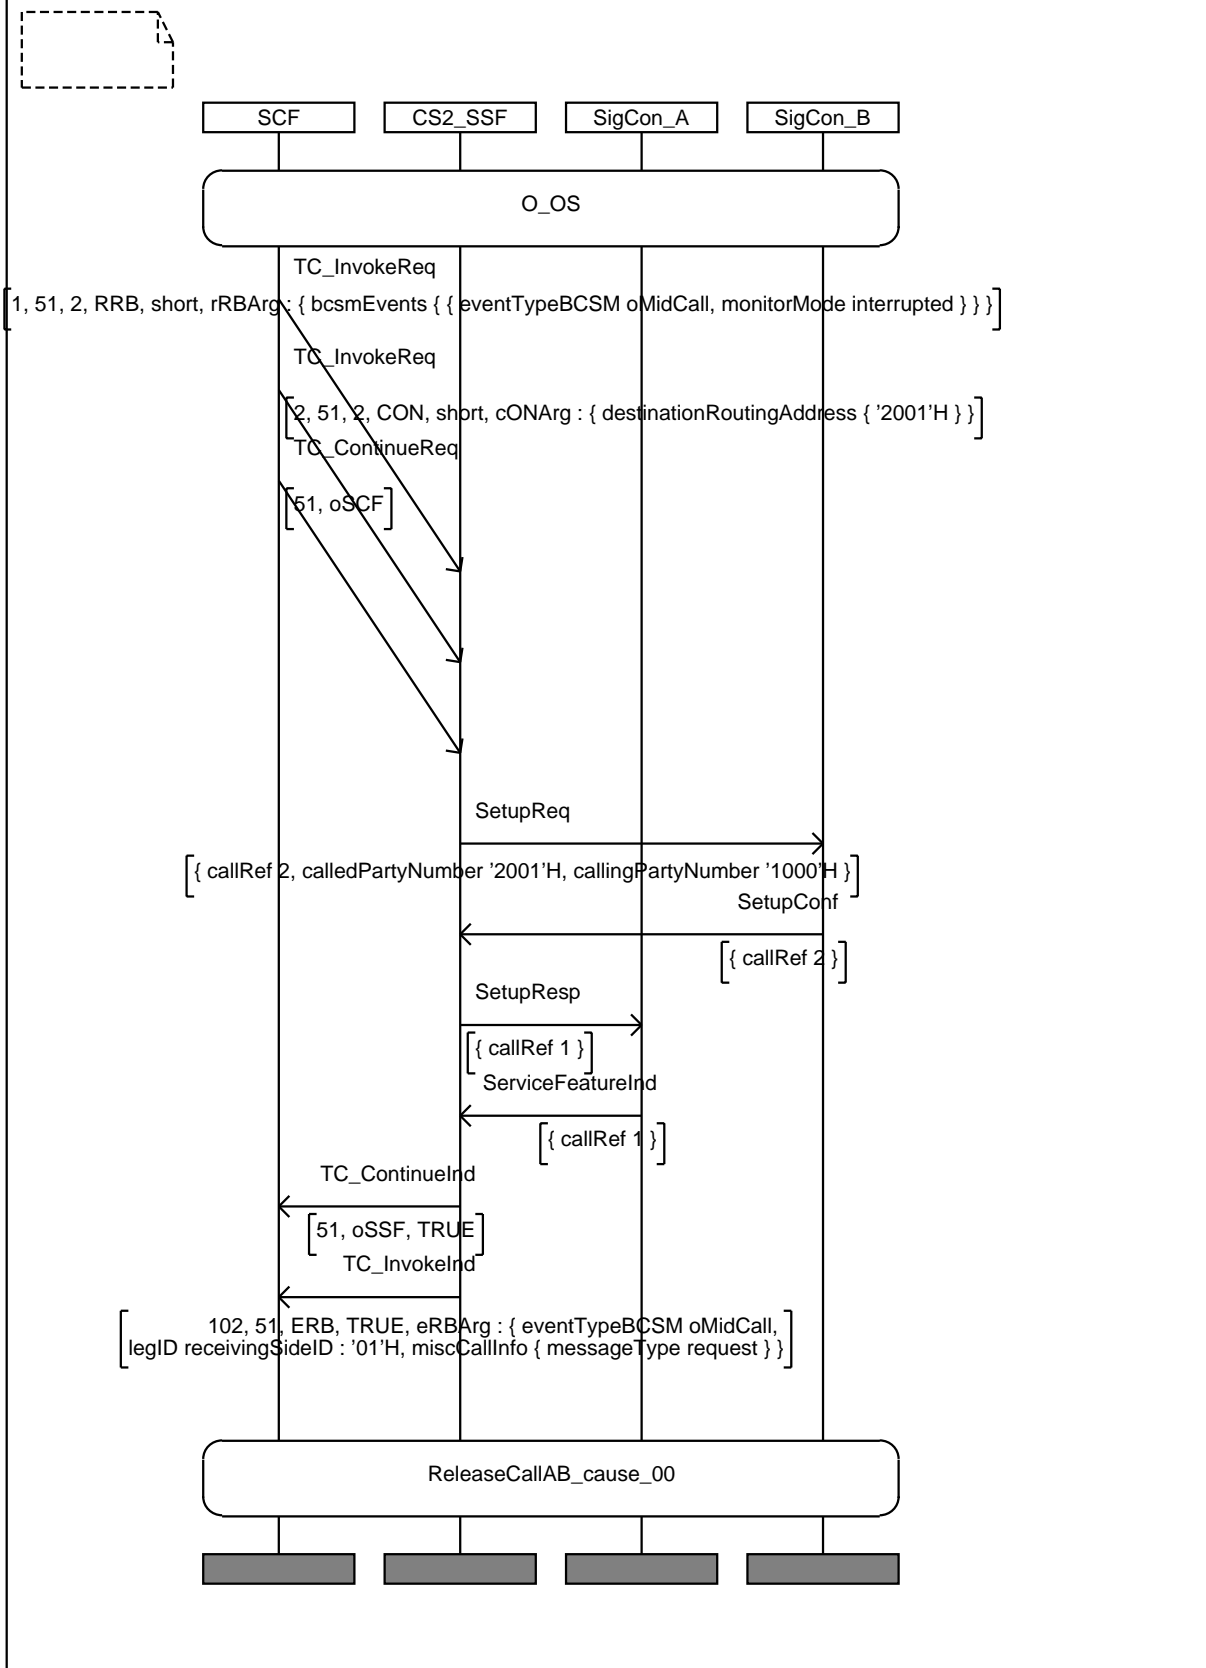 SCF
CS2_SSF
SigCon_A
SigCon_B
O_OS
TC_InvokeReq
1, 51, 2, RRB, short, rRBArg : { bcsmEvents { { eventTypeBCSM oMidCall, monitorMode interrupted } } }
TC_InvokeReq
2, 51, 2, CON, short, cONArg : { destinationRoutingAddress { '2001'H } }
TC_ContinueReq
51, oSCF
SetupReq
{ callRef 2, calledPartyNumber '2001'H, callingPartyNumber '1000'H }
SetupConf
{ callRef 2 }
SetupResp
{ callRef 1 }
ServiceFeatureInd
{ callRef 1 }
TC_ContinueInd
51, oSSF, TRUE
TC_InvokeInd
102, 51, ERB, TRUE, eRBArg : { eventTypeBCSM oMidCall,
legID receivingSideID : '01'H, miscCallInfo { messageType request } }
ReleaseCallAB_cause_00